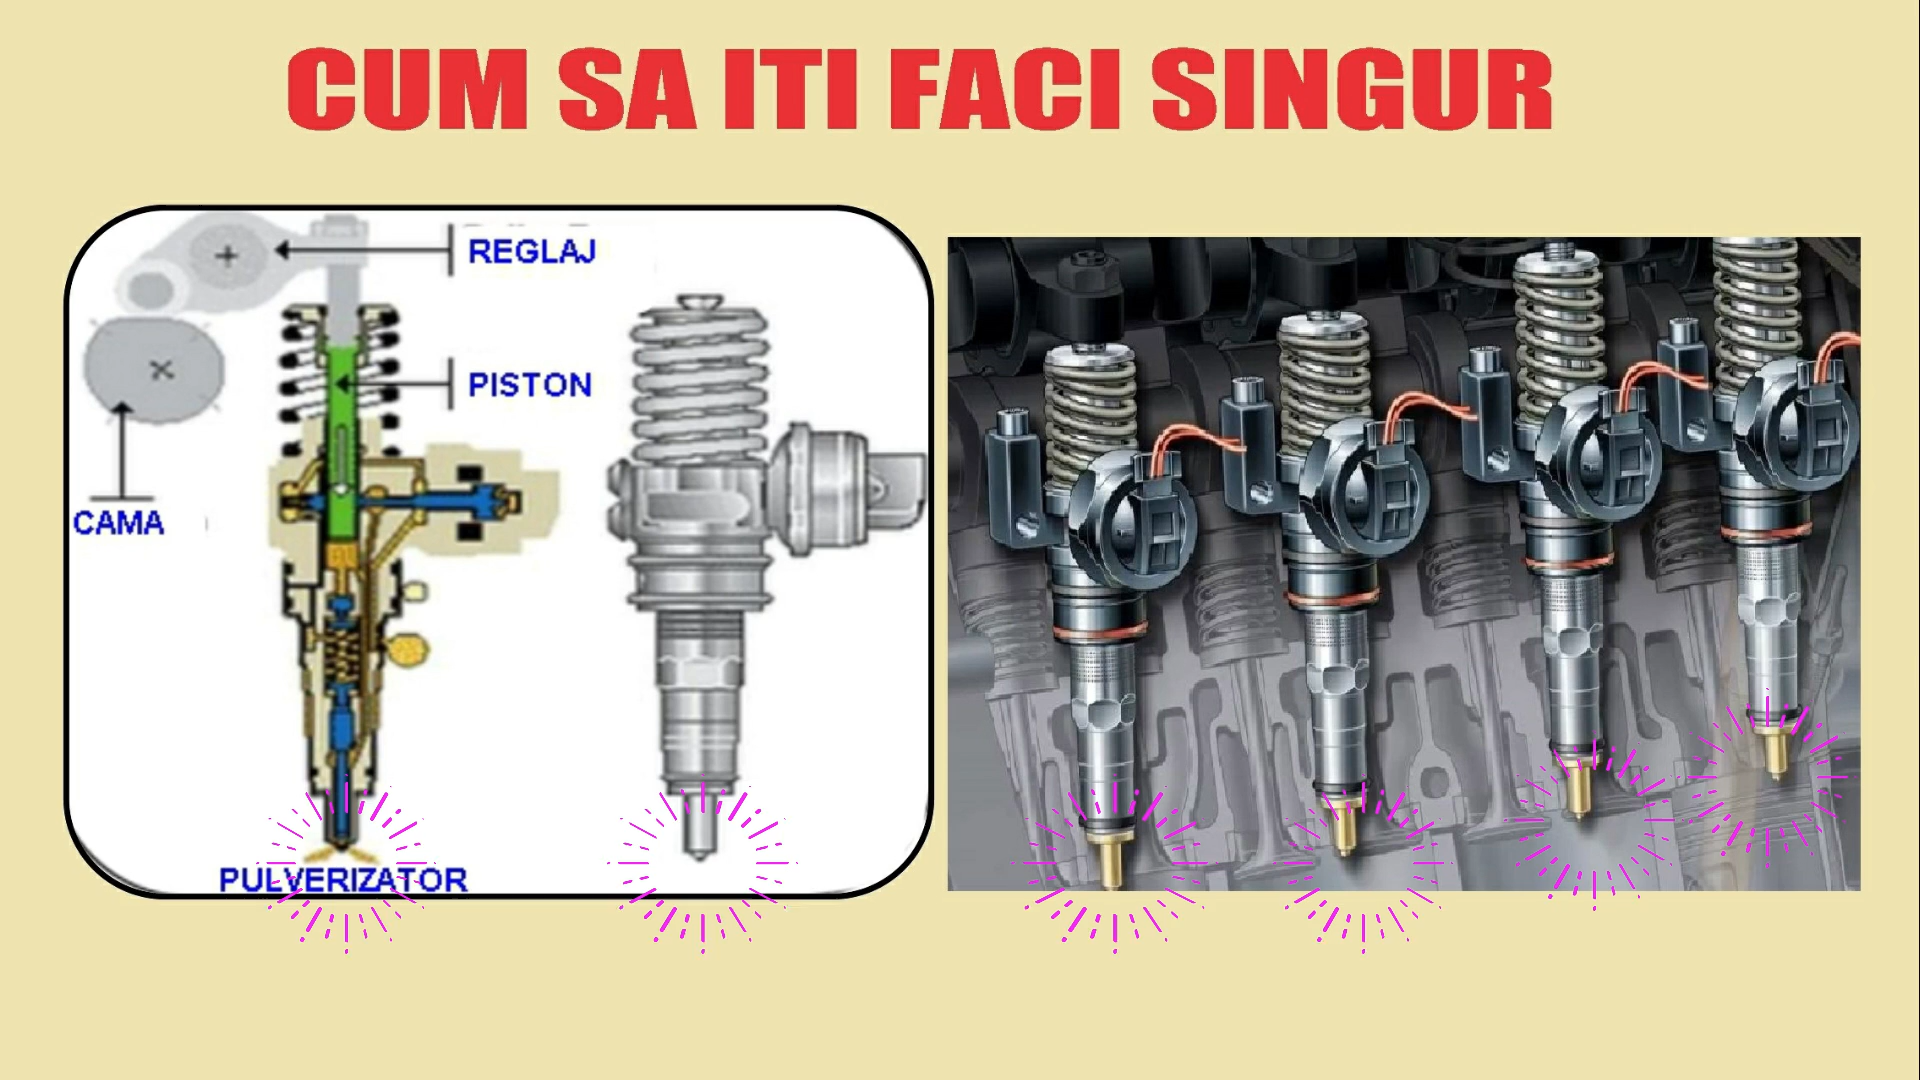 CUM SA ITI FACI SINGUR
REGLAJ
PISTON
CAMA
PULVERIZATOR